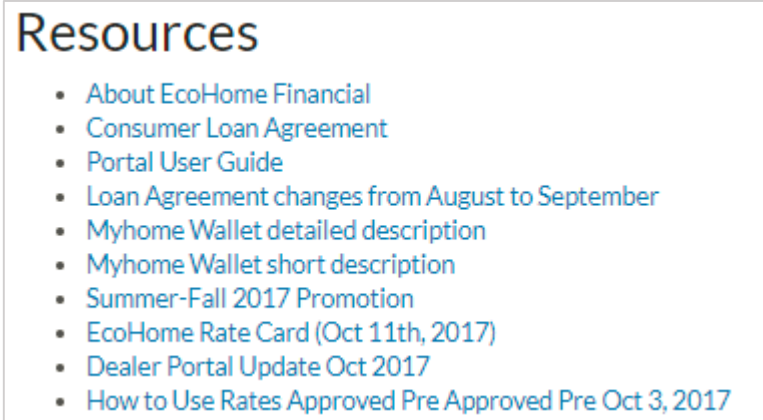 Resources
• About EcoHome Financial
• Consumer Loan Agreement
• Portal User Guide
• Loan Agreement changes from August to September
• Myhome Wallet detailed description
• Myhome Wallet short description
• Summer-Fall 2017 Promotion
• EcoHome Rate Card (Oct 11th, 2017)
• Dealer Portal Update Oct 2017
• How to Use Rates Approved Pre Approved Pre Oct 3, 2017